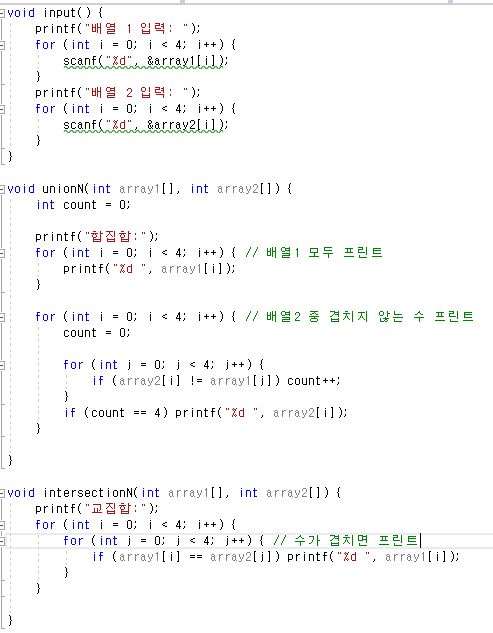 void input() {
printf("배열 1 입력: ");
for (int i = 0; i < 4; i++) {
scanf("%d", &array1[i]);
}
printf("배열 2 입력: ");
for (int i = 0; i < 4; i++) {
scanf("%d", &array2[i]);
}
}
void unionN(int array1[], int array2[]) {
int count = 0;
printf("합집합:");
for (int i = 0; i < 4; i++) { // 배열1 모두 프린트
printf("%d ", array1[i]);
}
for (int i = 0; i < 4; i++) { // 배열2 중 겹치지 않는 수 프린트
count = 0;
for (int j = 0; j < 4; j++) {
if (array2[i] != array1[j]) count++;
}
if (count == 4) printf("%d ", array2[i]);
}
}
void intersectionN(int array1[], int array2[]) {
printf("교집합:");
for (int i = 0; i < 4; i++) {
for (int j = 0; j < 4; j++) { // 수가 겹치면 프린트
if (array1[i] == array2[j]) printf("%d ", array1[i]);
}
}
}